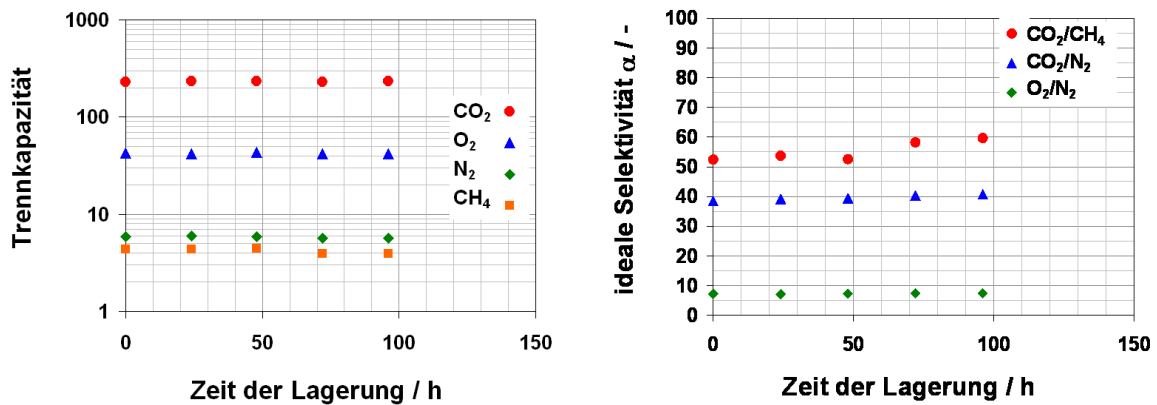 Trennkapazität
1000
100
10
1
0
50
100
150
Zeit der Lagerung / h
CO₂
O₂
N₂
CH₄
ideale Selektivität α / -
100
90
80
70
60
50
40
30
20
10
0
0
50
100
150
Zeit der Lagerung / h
CO₂/CH₄
CO₂/N₂
O₂/N₂